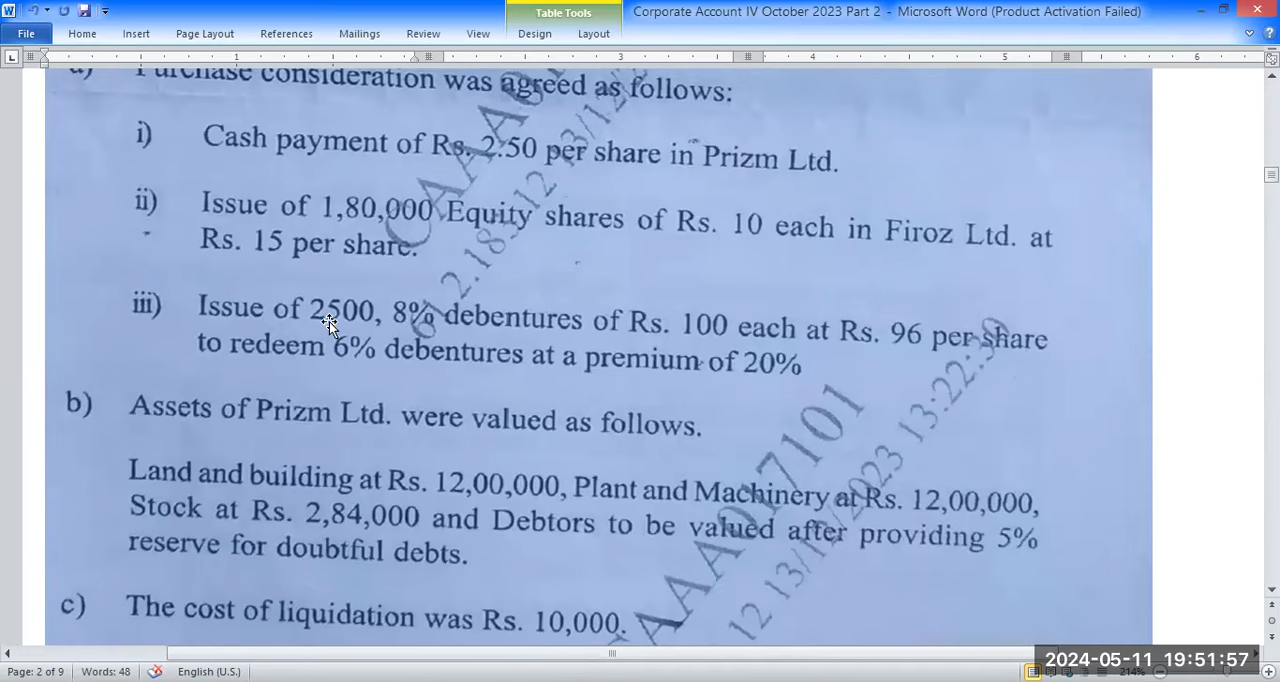 Table Tools
Corporate Account IV October 2023 Part 2 - Microsoft Word (Product Activation Failed)
File Home Insert Page Layout References Mailings Review View Design Layout
1 3 4 5 6
a) Purchase consideration was agreed as follows:
i) Cash payment of Rs. 2.50 per share in Prizm Ltd.
ii) Issue of 1,80,000 Equity shares of Rs. 10 each in Firoz Ltd. at
Rs. 15 per share.
iii) Issue of 2500, 8% debentures of Rs. 100 each at Rs. 96 per share
to redeem 6% debentures at a premium of 20%
b) Assets of Prizm Ltd. were valued as follows.
Land and building at Rs. 12,00,000, Plant and Machinery at Rs. 12,00,000,
Stock at Rs. 2,84,000 and Debtors to be valued after providing 5%
reserve for doubtful debts.
c) The cost of liquidation was Rs. 10,000.
Page: 2 of 9 Words: 48 English (U.S.) 214%
2024-05-11 19:51:57